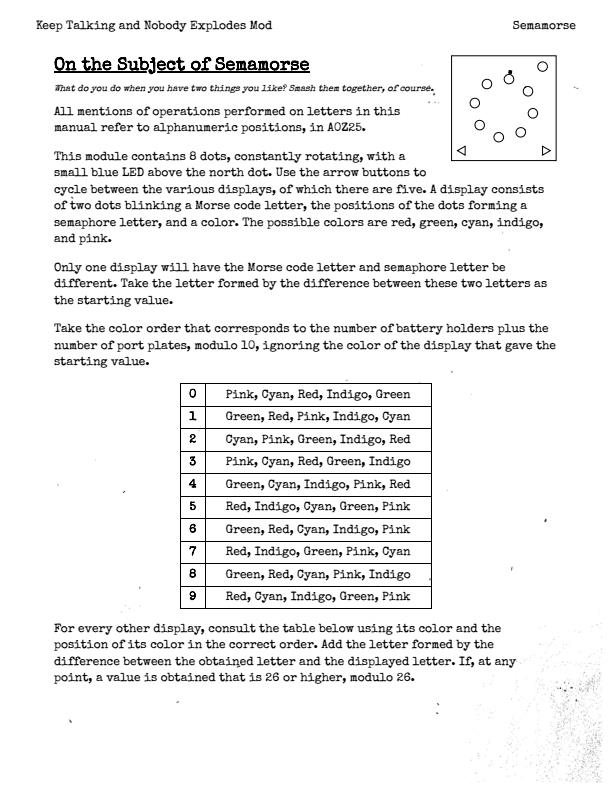 Keep Talking and Nobody Explodes Mod Semamorse
On the Subject of Semamorse
What do you do when you have two things you like? Smash them together, of course.
All mentions of operations performed on letters in this
manual refer to alphanumeric positions, in A0Z25.
This module contains 8 dots, constantly rotating, with a
small blue LED above the north dot. Use the arrow buttons to
cycle between the various displays, of which there are five. A display consists
of two dots blinking a Morse code letter, the positions of the dots forming a
semaphore letter, and a color. The possible colors are red, green, cyan, indigo,
and pink.
Only one display will have the Morse code letter and semaphore letter be
different. Take the letter formed by the difference between these two letters as
the starting value.
Take the color order that corresponds to the number of battery holders plus the
number of port plates, modulo 10, ignoring the color of the display that gave the
starting value.
0 Pink, Cyan, Red, Indigo, Green
1 Green, Red, Pink, Indigo, Cyan
2 Cyan, Pink, Green, Indigo, Red
3 Pink, Cyan, Red, Green, Indigo
4 Green, Cyan, Indigo, Pink, Red
5 Red, Indigo, Cyan, Green, Pink
6 Green, Red, Cyan, Indigo, Pink
7 Red, Indigo, Green, Pink, Cyan
8 Green, Red, Cyan, Pink, Indigo
9 Red, Cyan, Indigo, Green, Pink
For every other display, consult the table below using its color and the
position of its color in the correct order. Add the letter formed by the
difference between the obtained letter and the displayed letter. If, at any
point, a value is obtained that is 26 or higher, modulo 26.